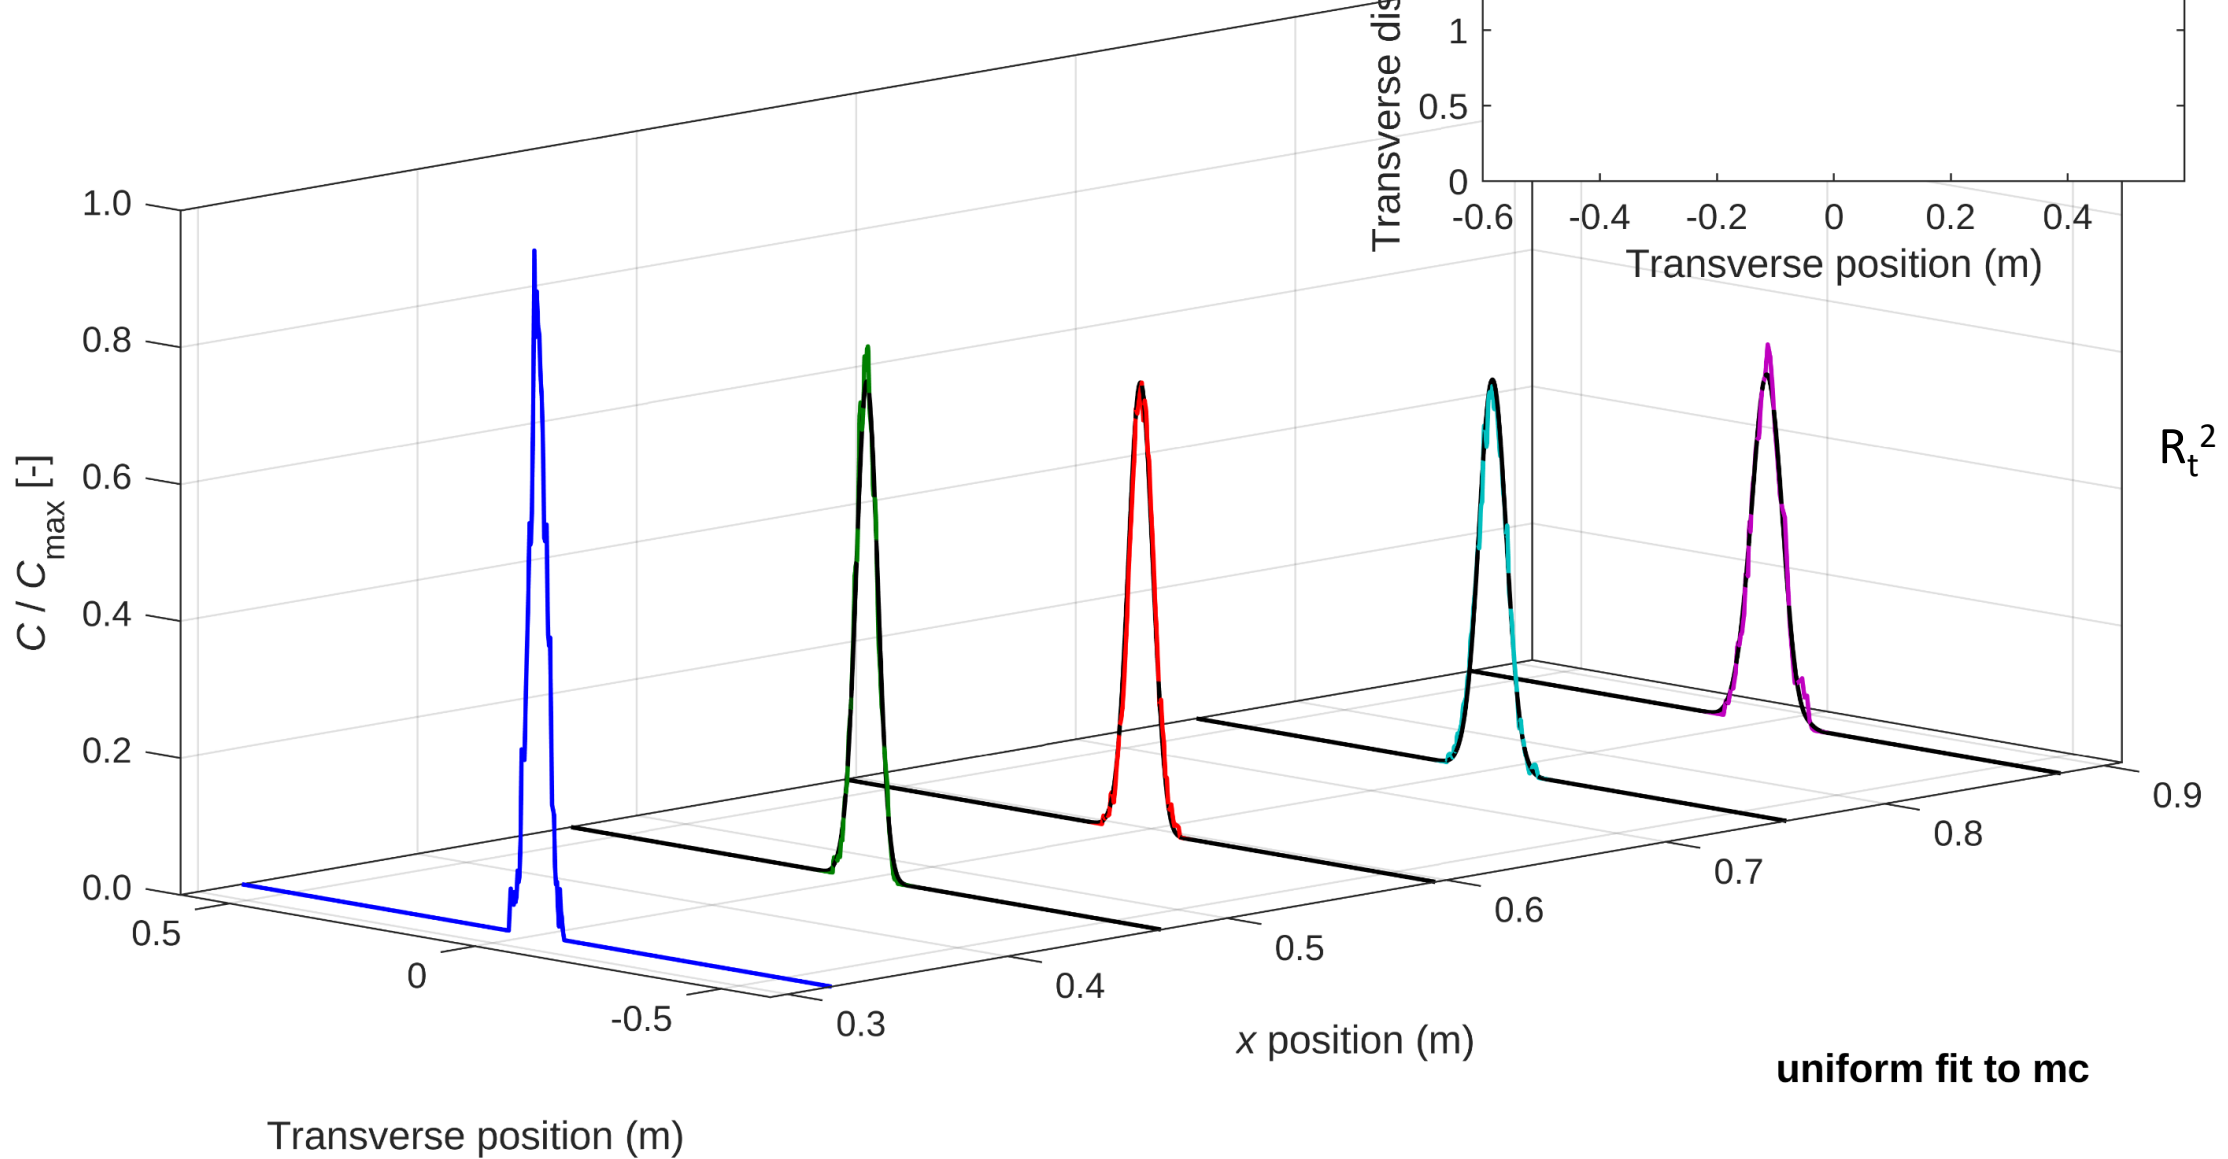 Transverse dis
1
0.5
0
-0.6 -0.4 -0.2 0 0.2 0.4
Transverse position (m)
1.0
0.8
0.6
0.4
0.2
0.0
C / Cmax [-]
Rt2
0.5
0
-0.5
0.3
0.4
0.5
0.6
0.7
0.8
0.9
x position (m)
uniform fit to mc
Transverse position (m)